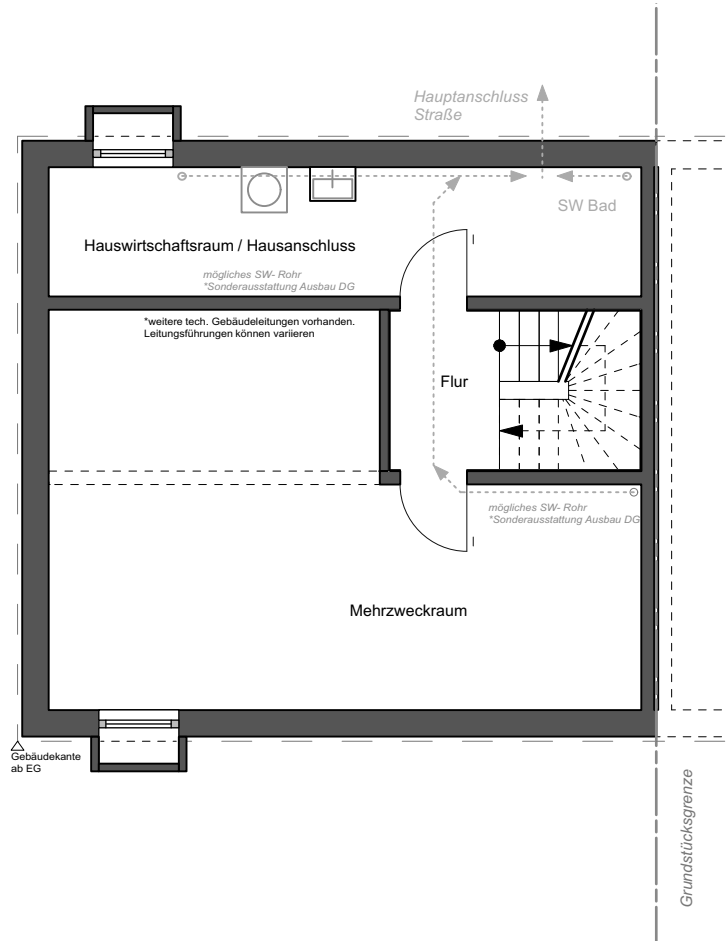 Hauptanschluss
Straße
SW Bad
Hauswirtschaftsraum / Hausanschluss
mögliches SW- Rohr
*Sonderausstattung Ausbau DG
*weitere tech. Gebäudeleitungen vorhanden.
Leitungsführungen können variieren
Flur
mögliches SW- Rohr
*Sonderausstattung Ausbau DG
Mehrzweckraum
Gebäudekante
ab EG
Grundstücksgrenze